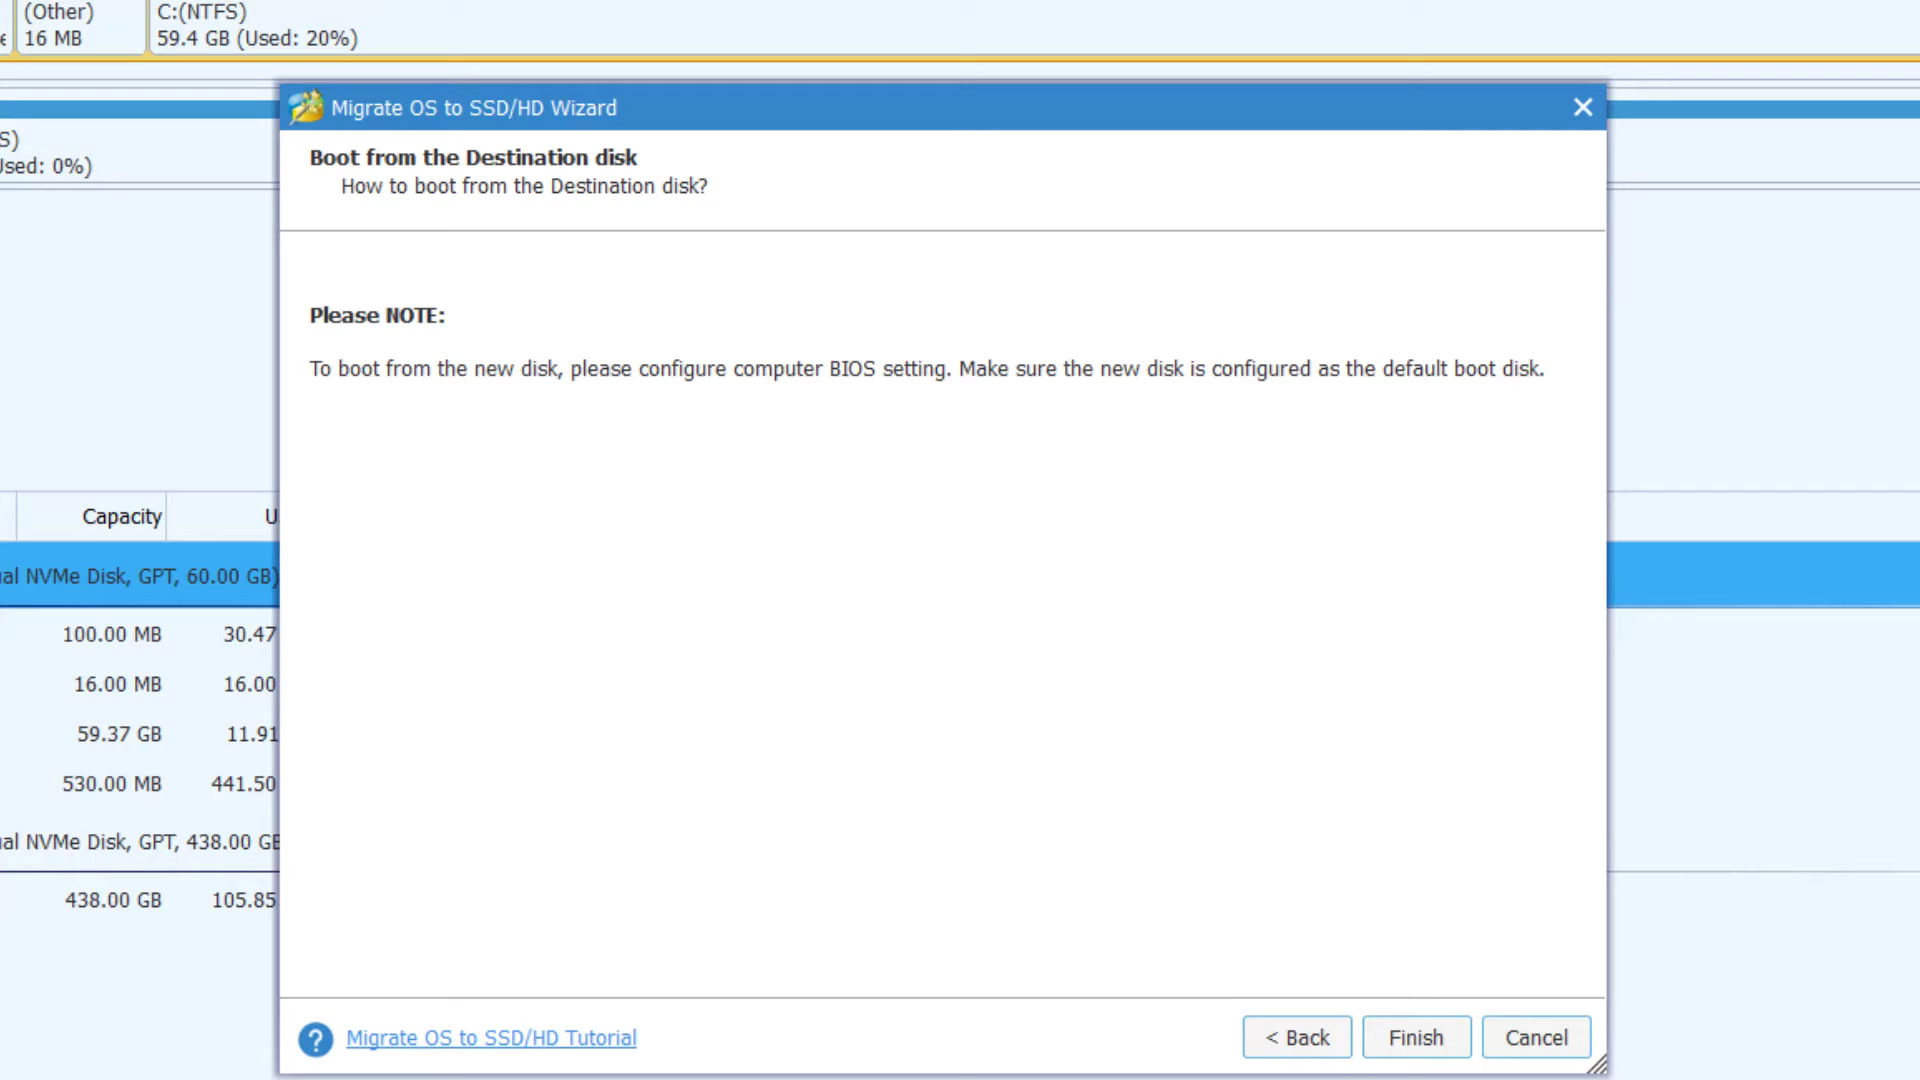 (Other)
16 MB
C:(NTFS)
59.4 GB (Used: 20%)
S)
Used: 0%)
Migrate OS to SSD/HD Wizard
Boot from the Destination disk
How to boot from the Destination disk?
Please NOTE:
To boot from the new disk, please configure computer BIOS setting. Make sure the new disk is configured as the default boot disk.
Capacity U
al NVMe Disk, GPT, 60.00 GB)
100.00 MB 30.47
16.00 MB 16.00
59.37 GB 11.91
530.00 MB 441.50
al NVMe Disk, GPT, 438.00 GB
438.00 GB 105.85
? Migrate OS to SSD/HD Tutorial
< Back
Finish
Cancel